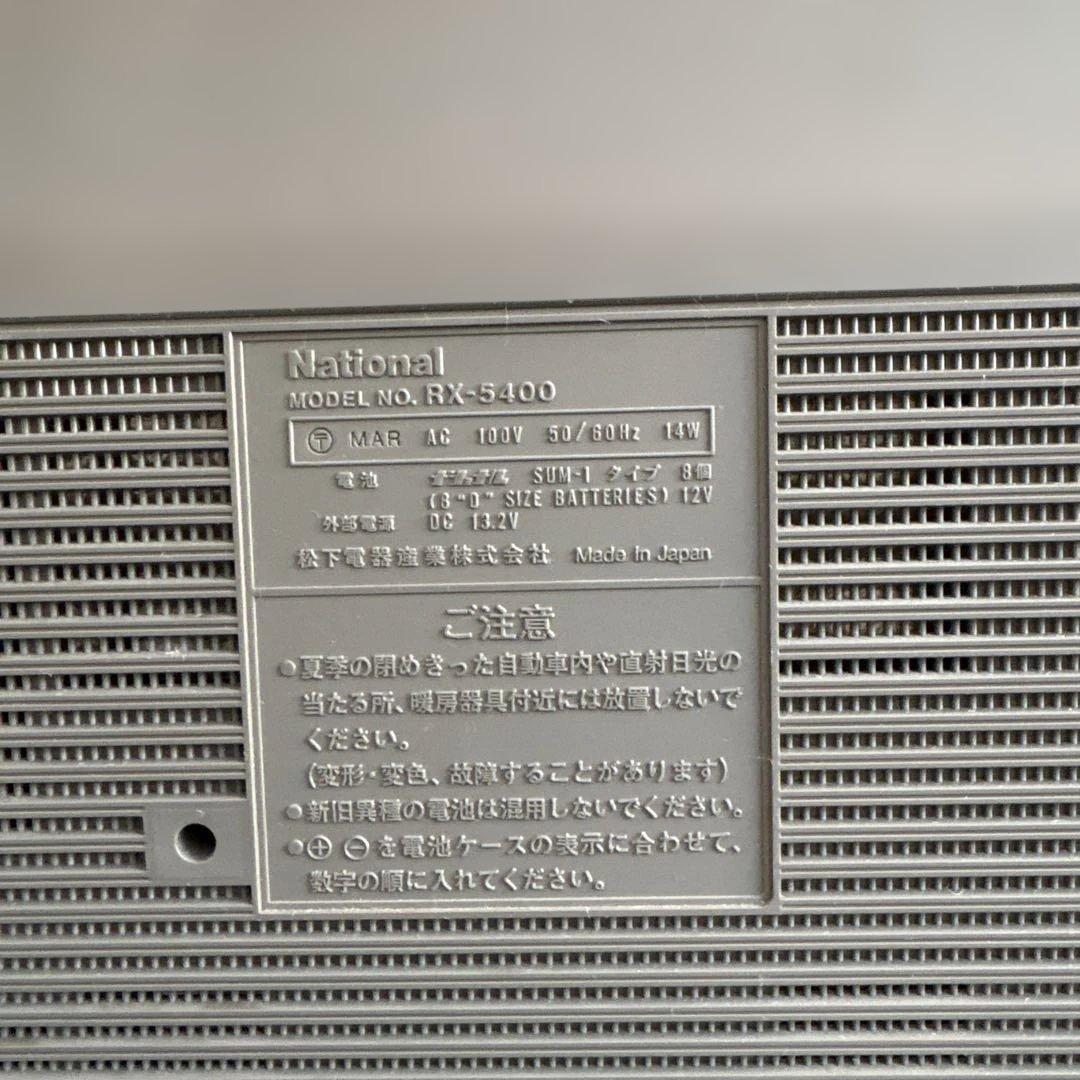 National
MODEL NO. RX-5400
〒 MAR AC 100V 50/60Hz 14W
電池 ナショナル SUM-1 タイプ 8個
(8 "D" SIZE BATTERIES) 12V
外部電源 DC 13.2V
松下電器産業株式会社 Made in Japan
ご注意
●夏季の閉めきった自動車内や直射日光の
当たる所、暖房器具付近には放置しないで
ください。
(変形・変色、故障することがあります)
●新旧異種の電池は混用しないでください。
●⊕ ⊖を電池ケースの表示に合わせて、
数字の順に入れてください。